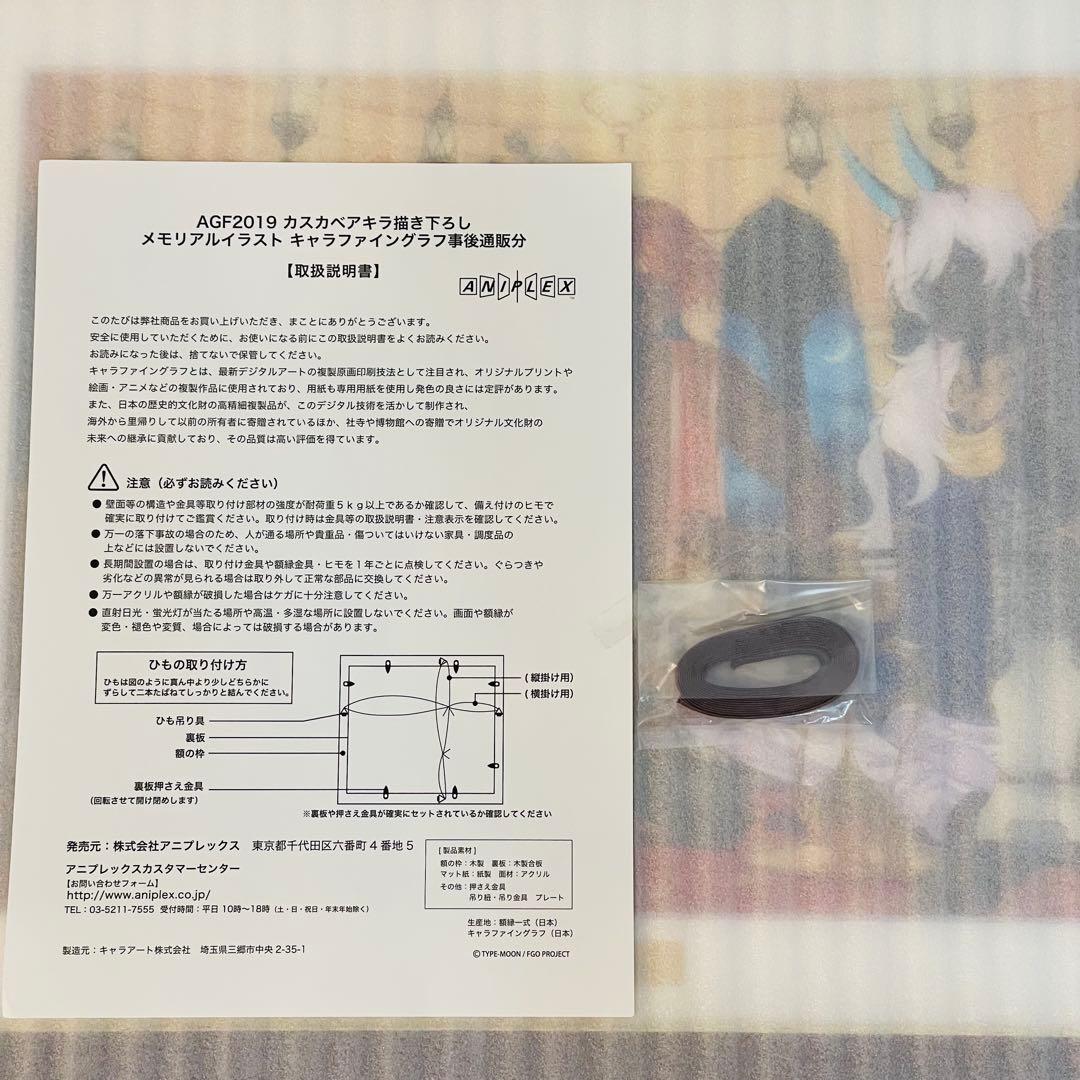 AGF2019 カスカベアキラ描き下ろし
メモリアルイラスト キャラファイングラフ事後通販分
【取扱説明書】
ANIPLEX
このたびは弊社商品をお買い上げいただき、まことにありがとうございます。
安全に使用していただくために、お使いになる前にこの取扱説明書をよくお読みください。
お読みになった後は、捨てないで保管してください。
キャラファイングラフとは、最新デジタルアートの複製原画印刷技法として注目され、オリジナルプリントや
絵画・アニメなどの複製作品に使用されており、用紙も専用用紙を使用し発色の良さには定評があります。
また、日本の歴史的文化財の高精細複製品が、このデジタル技術を活かして制作され、
海外から里帰りして以前の所有者に寄贈されているほか、社寺や博物館への寄贈でオリジナル文化財の
未来への継承に貢献しており、その品質は高い評価を得ています。
注意（必ずお読みください）
● 壁面等の構造や金具等取り付け部材の強度が耐荷重５ｋｇ以上であるか確認して、備え付けのヒモで
確実に取り付けてご鑑賞ください。取り付け時は金具等の取扱説明書・注意表示を確認してください。
● 万一の落下事故の場合のため、人が通る場所や貴重品・傷ついてはいけない家具・調度品の
上などには設置しないでください。
● 長期間設置の場合は、取り付け金具や額縁金具・ヒモを１年ごとに点検してください。ぐらつきや
劣化などの異常が見られる場合は取り外して正常な部品に交換してください。
● 万一アクリルや額縁が破損した場合はケガに十分注意してください。
● 直射日光・蛍光灯が当たる場所や高温・多湿な場所に設置しないでください。画面や額縁が
変色・褪色や変質、場合によっては破損する場合があります。
ひもの取り付け方
ひもは図のように真ん中より少しどちらかに
ずらして二本たばねてしっかりと結んでください。
（縦掛け用）
（横掛け用）
ひも吊り具
裏板
額の枠
裏板押さえ金具
（回転させて開け閉めします）
※裏板や押さえ金具が確実にセットされているか確認してください
発売元：株式会社アニプレックス 東京都千代田区六番町４番地５
アニプレックスカスタマーセンター
【お問い合わせフォーム】
http://www.aniplex.co.jp/
TEL：03-5211-7555 受付時間：平日 10時〜18時（土・日・祝日・年末年始除く）
［製品素材］
額の枠：木製 裏板：木製合板
マット紙：紙製 面材：アクリル
その他：押さえ金具
吊り紐・吊り金具 プレート
生産地：額縁一式（日本）
キャラファイングラフ（日本）
製造元：キャラアート株式会社 埼玉県三郷市中央 2-35-1
© TYPE-MOON / FGO PROJECT